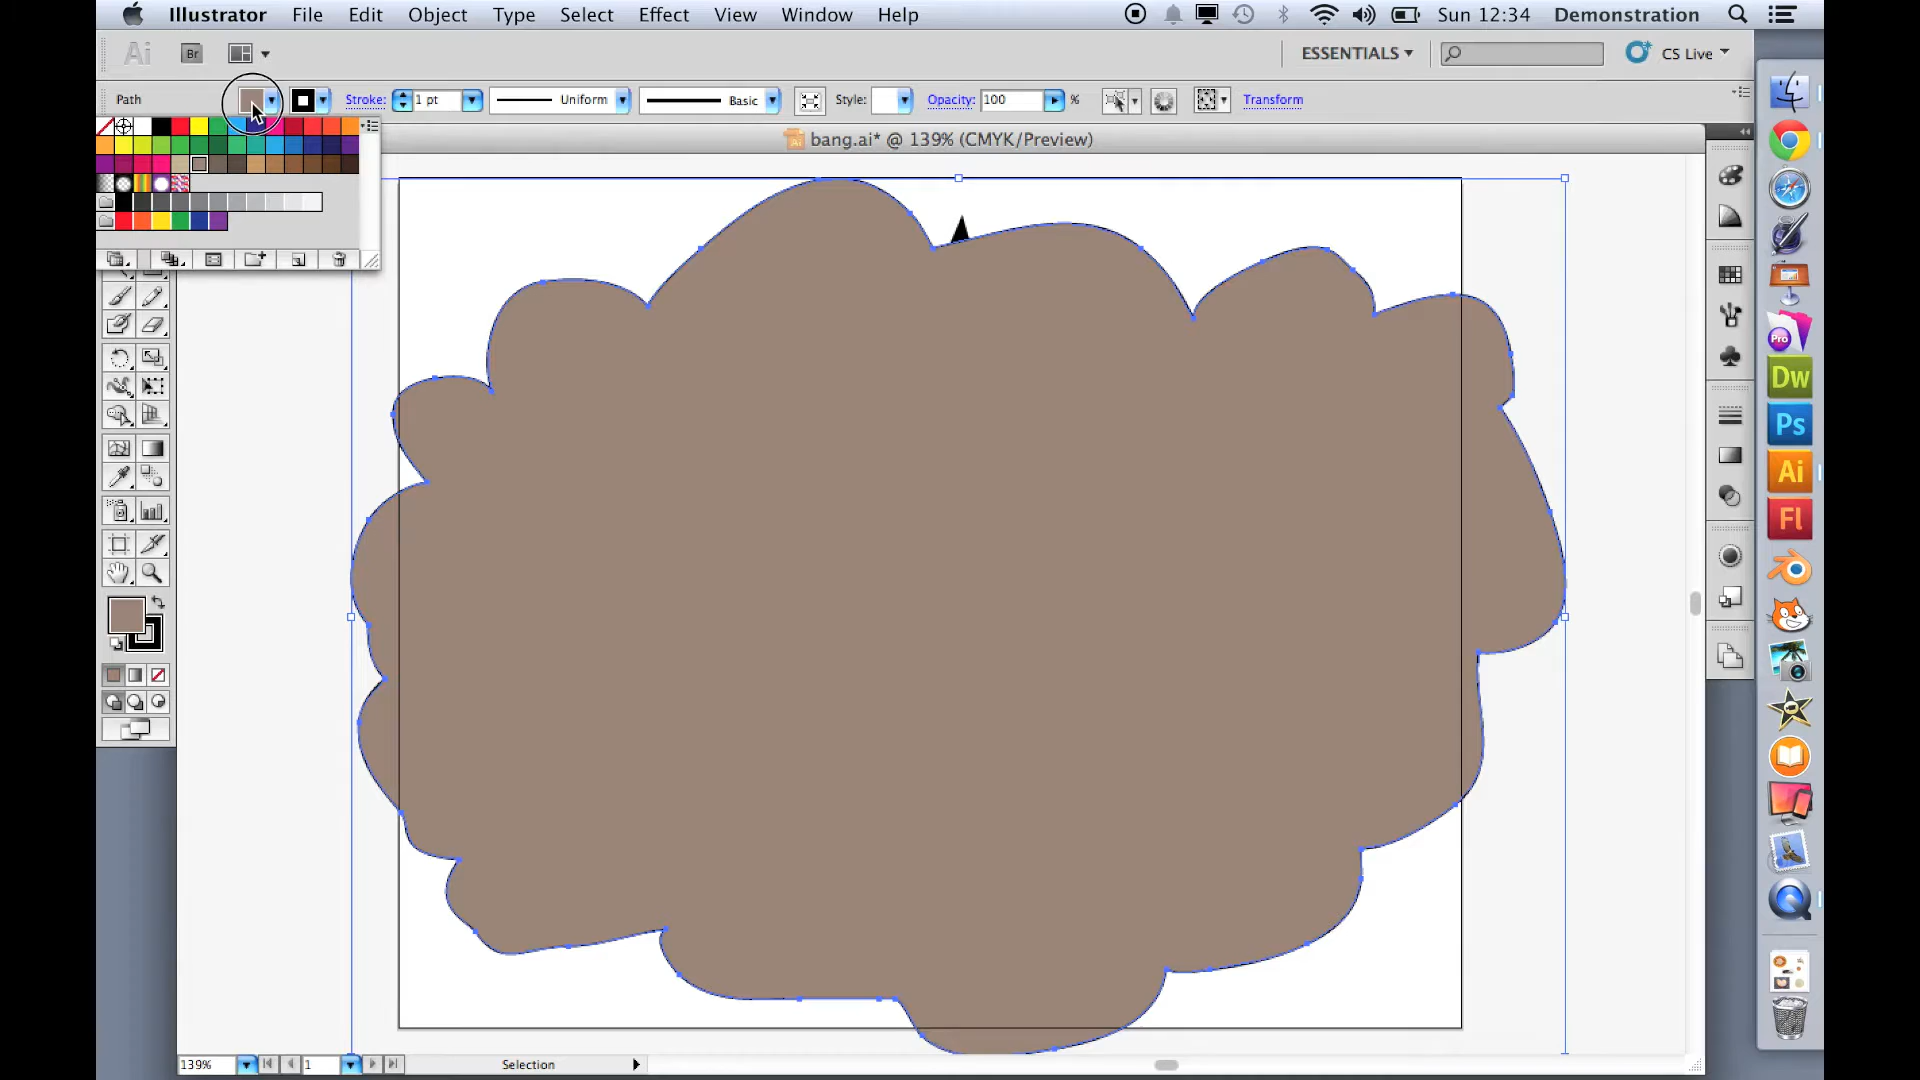 Illustrator File Edit Object Type Select Effect View Window Help Sun 12:34 Demonstration
Ai Br ESSENTIALS CS Live
Path Stroke: 1 pt Uniform Basic Style: Opacity: 100 % Transform
bang.ai* @ 139% (CMYK/Preview)
Pro
Dw
Ps
Ai
Fl
139% 1 Selection